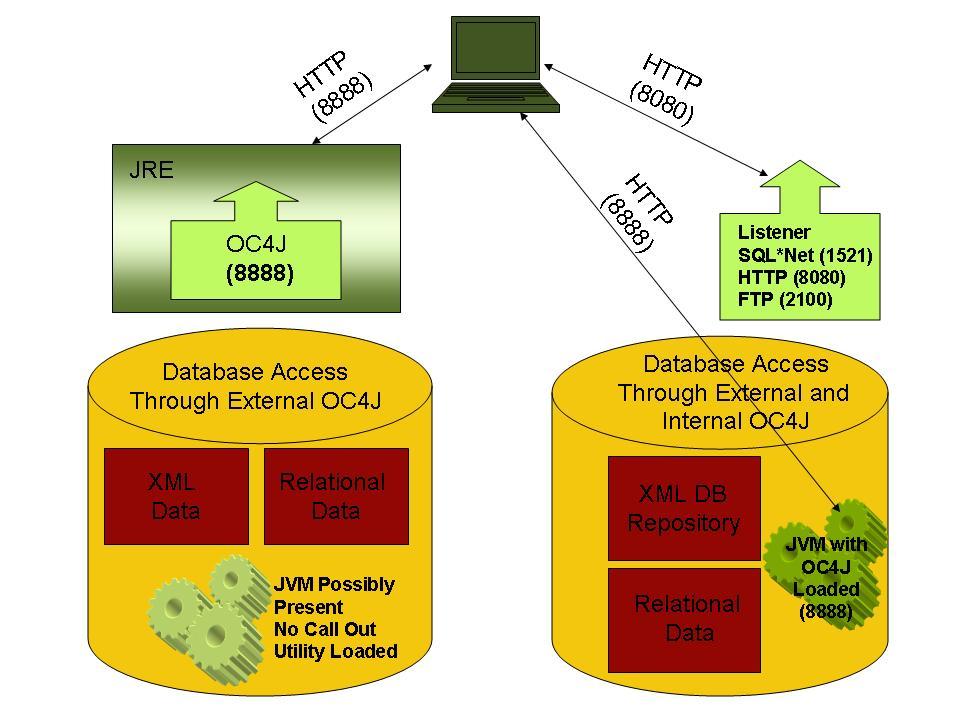 HTTP
(8888)
HTTP
(8080)
HTTP
(8888)
JRE
OC4J
(8888)
Listener
SQL*Net (1521)
HTTP (8080)
FTP (2100)
Database Access
Through External OC4J
XML
Data
Relational
Data
JVM Possibly
Present
No Call Out
Utility Loaded
Database Access
Through External and
Internal OC4J
XML DB
Repository
Relational
Data
JVM with
OC4J
Loaded
(8888)